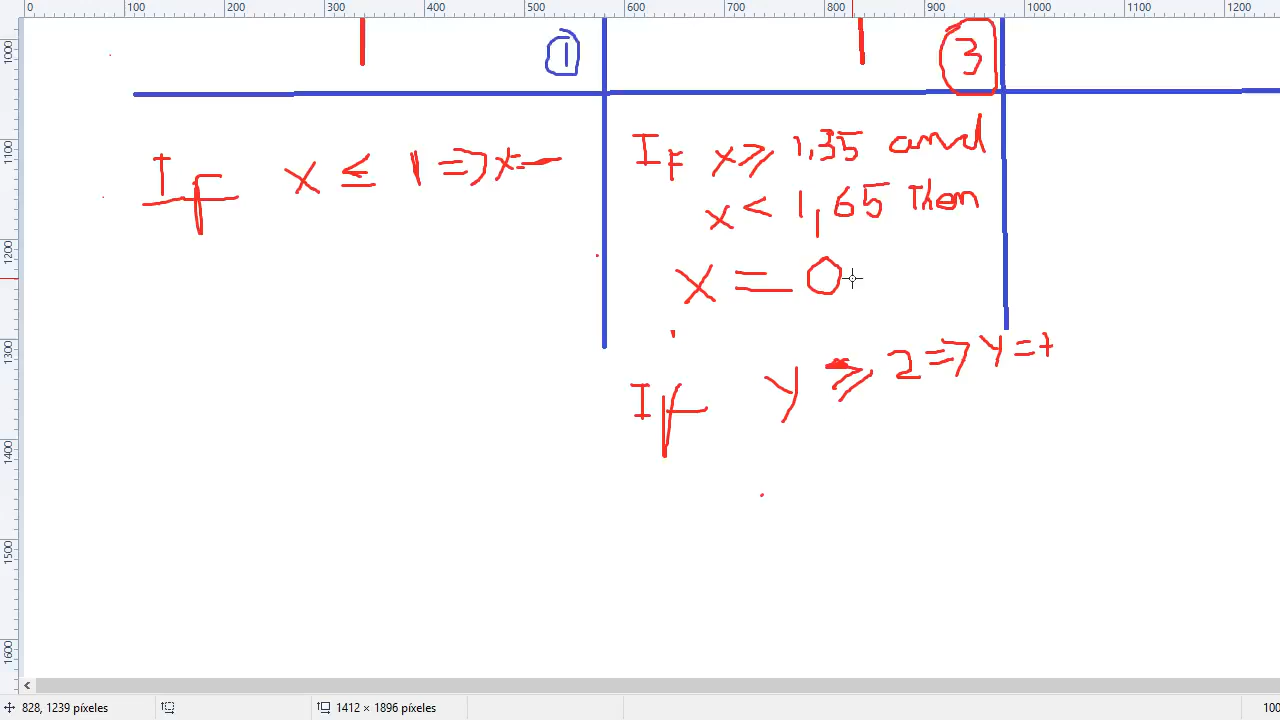 0 100 200 300 400 500 600 700 800 900 1000 1100 1200
1000
1100
1200
1300
1400
1500
1600
1
3
If x ≤ 1 => x = −
If x ⩾ 1,35 and
x < 1,65 Then
x = 0
If y ⩾ 2 => y = +
828, 1239 píxeles
1412 × 1896 píxeles
100